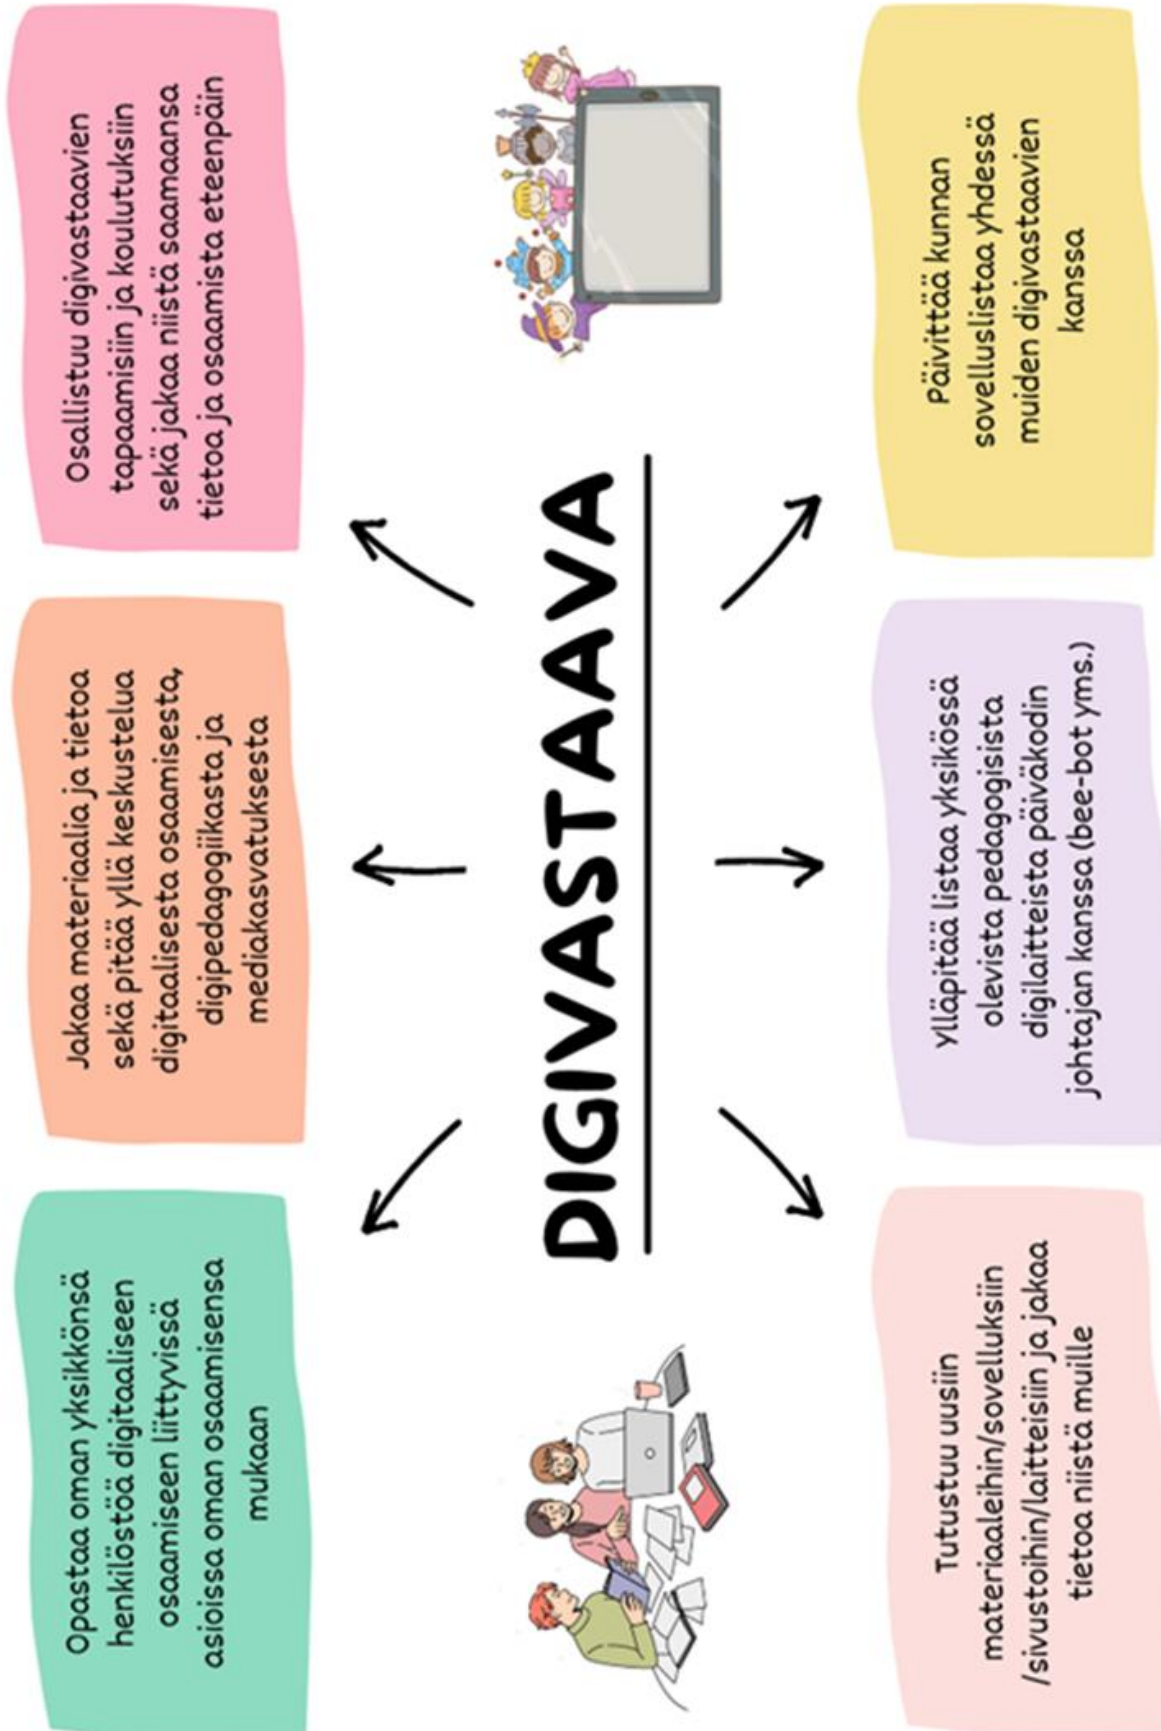 Opastaa oman yksikkönsä
henkilöstöä digitaaliseen
osaamiseen liittyvissä
asioissa oman osaamisensa
mukaan
Jakaa materiaalia ja tietoa
sekä pitää yllä keskustelua
digitaalisesta osaamisesta,
digipedagogiikasta ja
mediakasvatuksesta
Osallistuu digivastaavien
tapaamisiin ja koulutuksiin
sekä jakaa niistä saamaansa
tietoa ja osaamista eteenpäin
DIGIVASTAAVA
Tutustuu uusiin
materiaaleihin/sovelluksiin
/sivustoihin/laitteisiin ja jakaa
tietoa niistä muille
Ylläpitää listaa yksikössä
olevista pedagogisista
digilaitteista päiväkodin
johtajan kanssa (bee-bot yms.)
Päivittää kunnan
sovelluslistaa yhdessä
muiden digivastaavien
kanssa